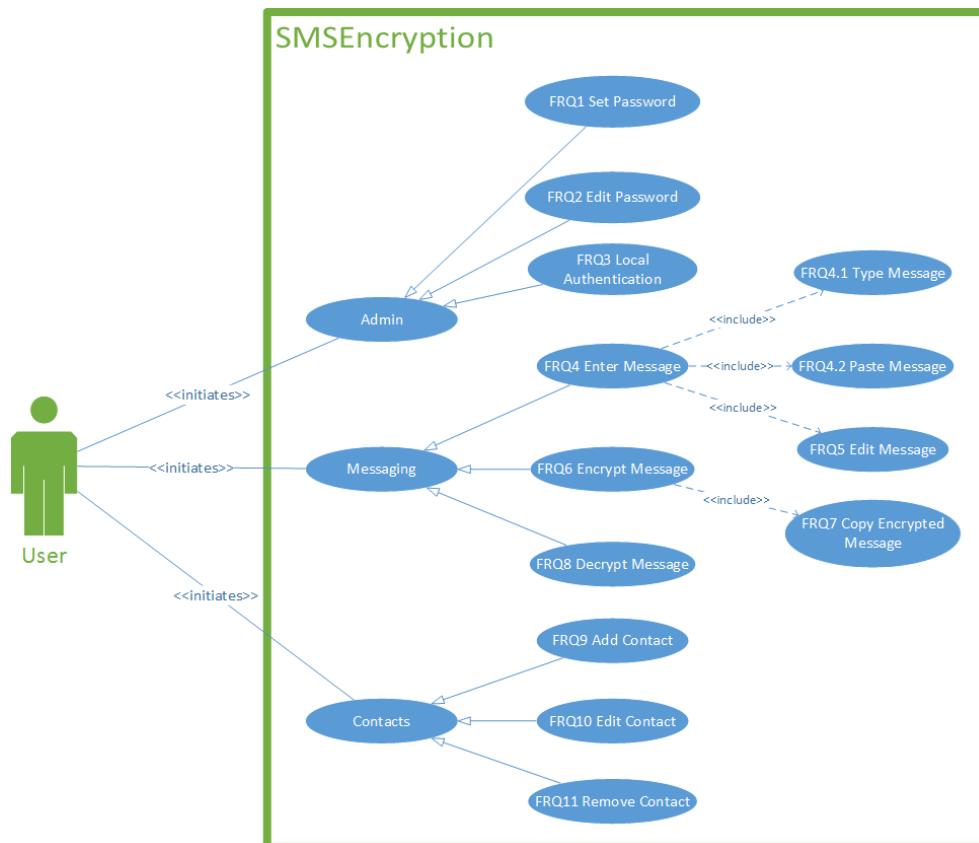 SMSEncryption
FRQ1 Set Password
FRQ2 Edit Password
FRQ3 Local
Authentication
Admin
FRQ4.1 Type Message
<<include>>
FRQ4 Enter Message
<<include>>
FRQ4.2 Paste Message
<<initiates>>
<<include>>
FRQ5 Edit Message
<<initiates>>
Messaging
FRQ6 Encrypt Message
<<include>>
FRQ7 Copy Encrypted
Message
User
FRQ8 Decrypt Message
<<initiates>>
FRQ9 Add Contact
Contacts
FRQ10 Edit Contact
FRQ11 Remove Contact